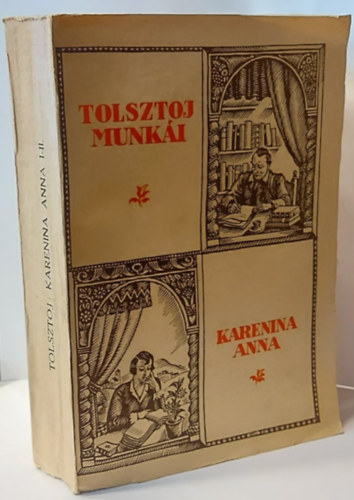 TOLSZTOJ
MUNKÁI
KARENINA
ANNA
TOLSZTOJ: KARENINA ANNA I-II.